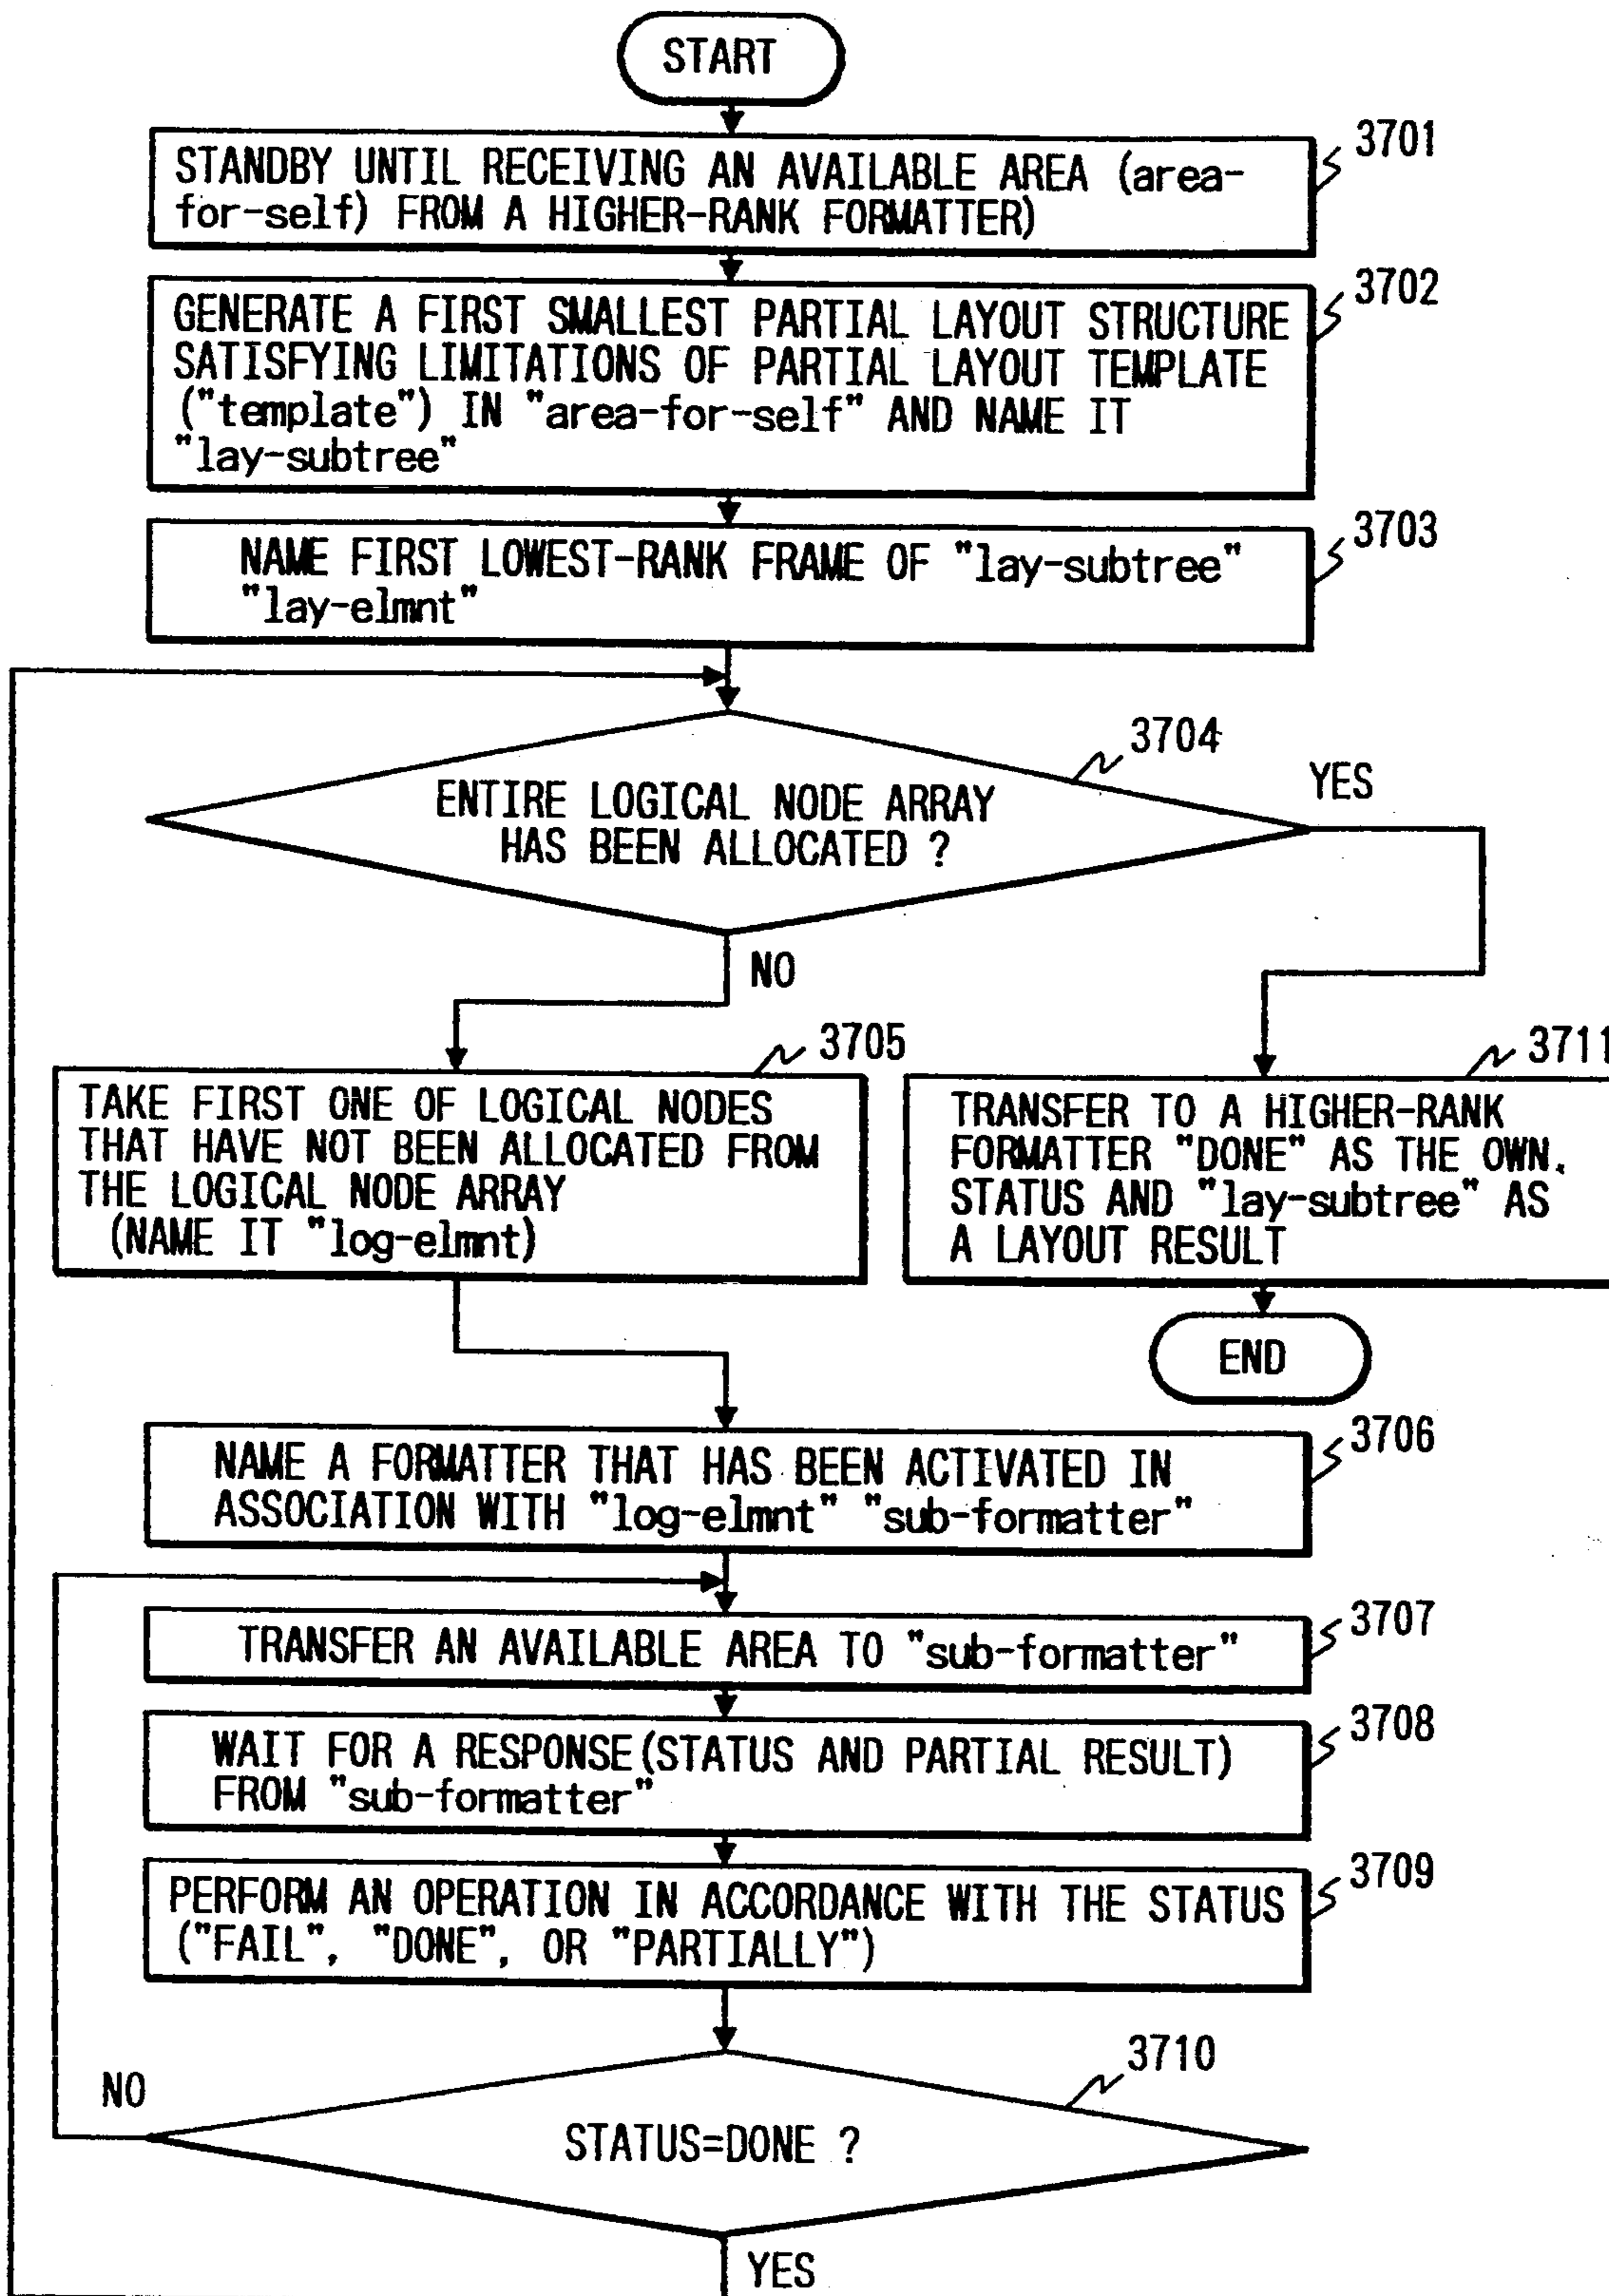 START
3701
STANDBY UNTIL RECEIVING AN AVAILABLE AREA (area-
for-self) FROM A HIGHER-RANK FORMATTER)
3702
GENERATE A FIRST SMALLEST PARTIAL LAYOUT STRUCTURE
SATISFYING LIMITATIONS OF PARTIAL LAYOUT TEMPLATE
("template") IN "area-for-self" AND NAME IT
"lay-subtree"
3703
NAME FIRST LOWEST-RANK FRAME OF "lay-subtree"
"lay-elmnt"
3704
YES
ENTIRE LOGICAL NODE ARRAY
HAS BEEN ALLOCATED ?
NO
3705
TAKE FIRST ONE OF LOGICAL NODES
THAT HAVE NOT BEEN ALLOCATED FROM
THE LOGICAL NODE ARRAY
(NAME IT "log-elmnt)
3711
TRANSFER TO A HIGHER-RANK
FORMATTER "DONE" AS THE OWN.
STATUS AND "lay-subtree" AS
A LAYOUT RESULT
END
3706
NAME A FORMATTER THAT HAS BEEN ACTIVATED IN
ASSOCIATION WITH "log-elmnt" "sub-formatter"
3707
TRANSFER AN AVAILABLE AREA TO "sub-formatter"
3708
WAIT FOR A RESPONSE(STATUS AND PARTIAL RESULT)
FROM "sub-formatter"
3709
PERFORM AN OPERATION IN ACCORDANCE WITH THE STATUS
("FAIL", "DONE", OR "PARTIALLY")
3710
NO
STATUS=DONE ?
YES